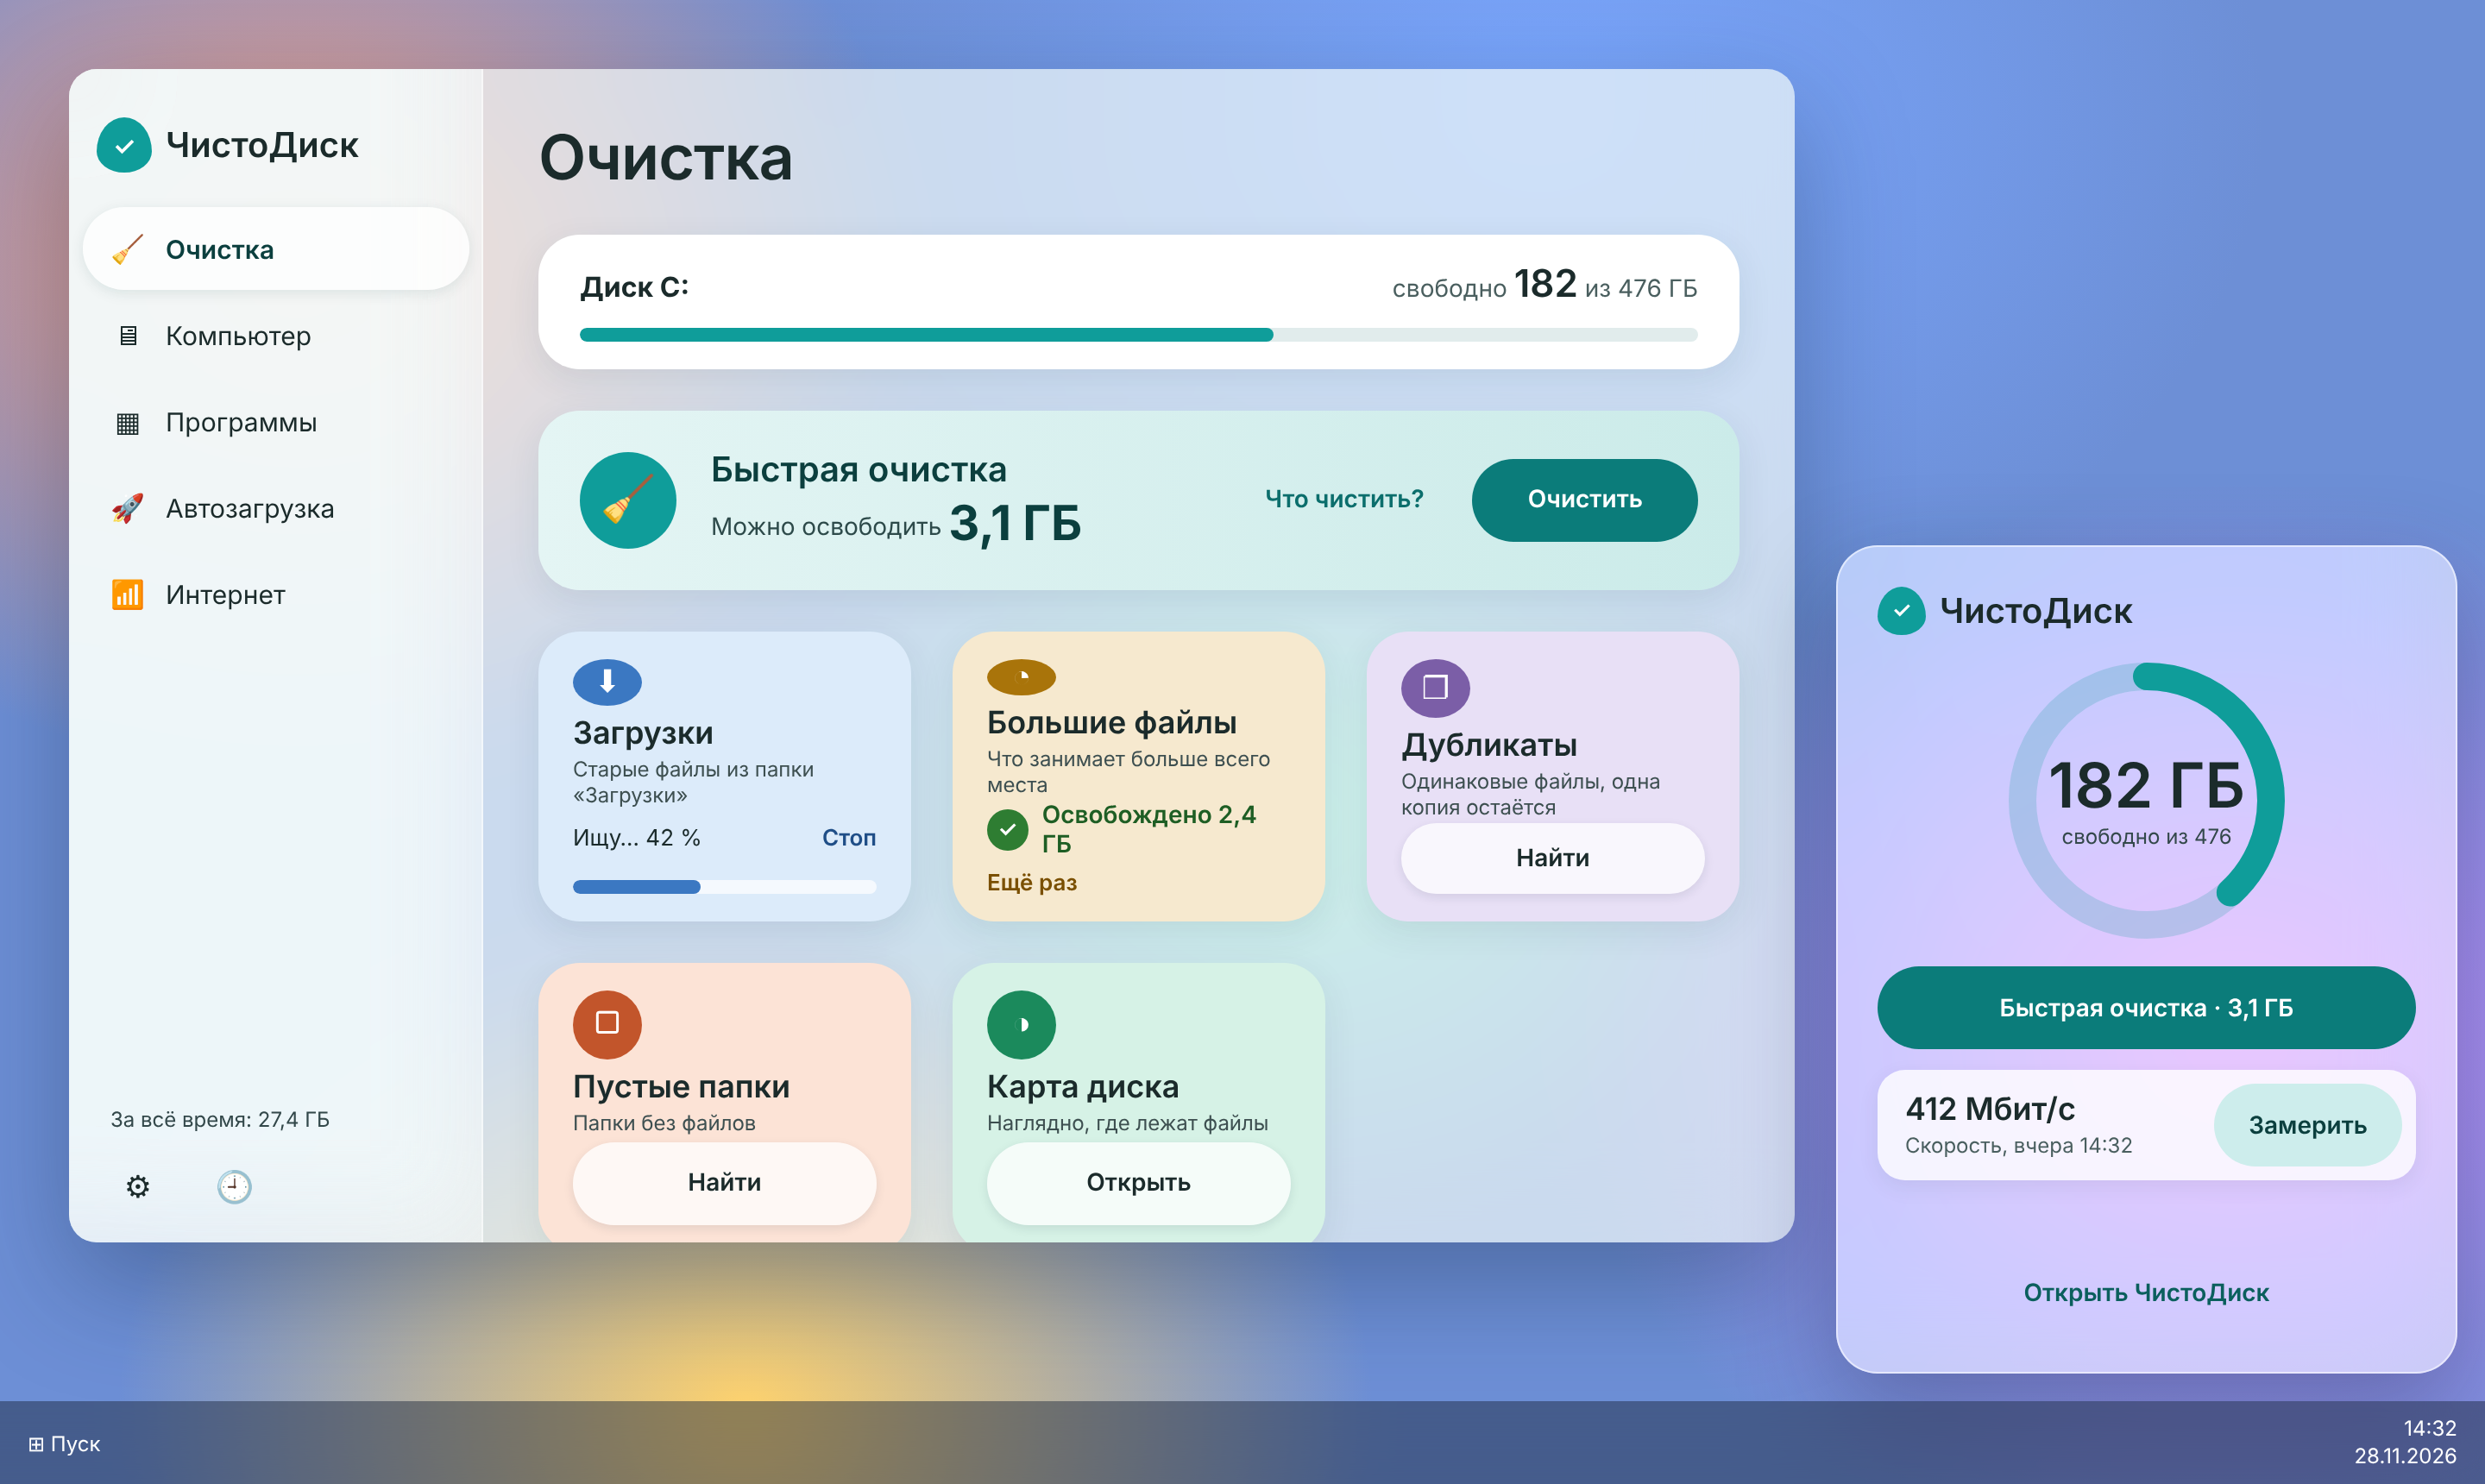 ЧистоДиск
Очистка
Компьютер
Программы
Автозагрузка
Интернет
За всё время: 27,4 ГБ
Очистка
Диск C:
свободно 182 из 476 ГБ
Быстрая очистка
Можно освободить 3,1 ГБ
Что чистить?
Очистить
Загрузки
Старые файлы из папки
«Загрузки»
Ищу... 42 %
Стоп
Большие файлы
Что занимает больше всего
места
Освобождено 2,4
ГБ
Ещё раз
Дубликаты
Одинаковые файлы, одна
копия остаётся
Найти
Пустые папки
Папки без файлов
Найти
Карта диска
Наглядно, где лежат файлы
Открыть
ЧистоДиск
182 ГБ
свободно из 476
Быстрая очистка · 3,1 ГБ
412 Мбит/с
Скорость, вчера 14:32
Замерить
Открыть ЧистоДиск
Пуск
14:32
28.11.2026